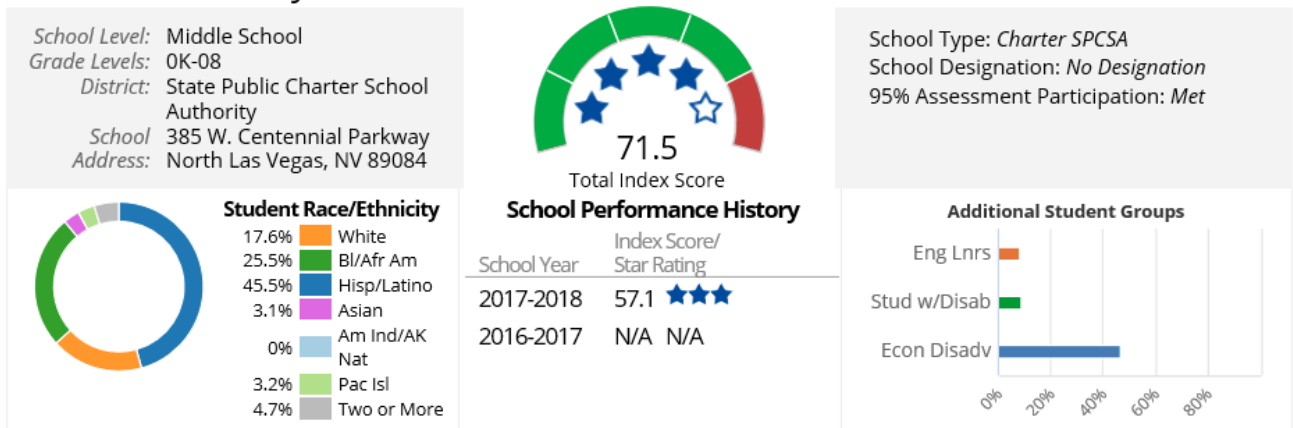 School Level: Middle School
Grade Levels: 0K-08
District: State Public Charter School
Authority
School 385 W. Centennial Parkway
Address: North Las Vegas, NV 89084
71.5
Total Index Score
School Type: Charter SPCSA
School Designation: No Designation
95% Assessment Participation: Met
Student Race/Ethnicity
17.6% White
25.5% Bl/Afr Am
45.5% Hisp/Latino
3.1% Asian
0% Am Ind/AK
Nat
3.2% Pac Isl
4.7% Two or More
School Performance History
Index Score/
School Year Star Rating
2017-2018 57.1
2016-2017 N/A N/A
Additional Student Groups
Eng Lnrs
Stud w/Disab
Econ Disadv
0% 20% 40% 60% 80%